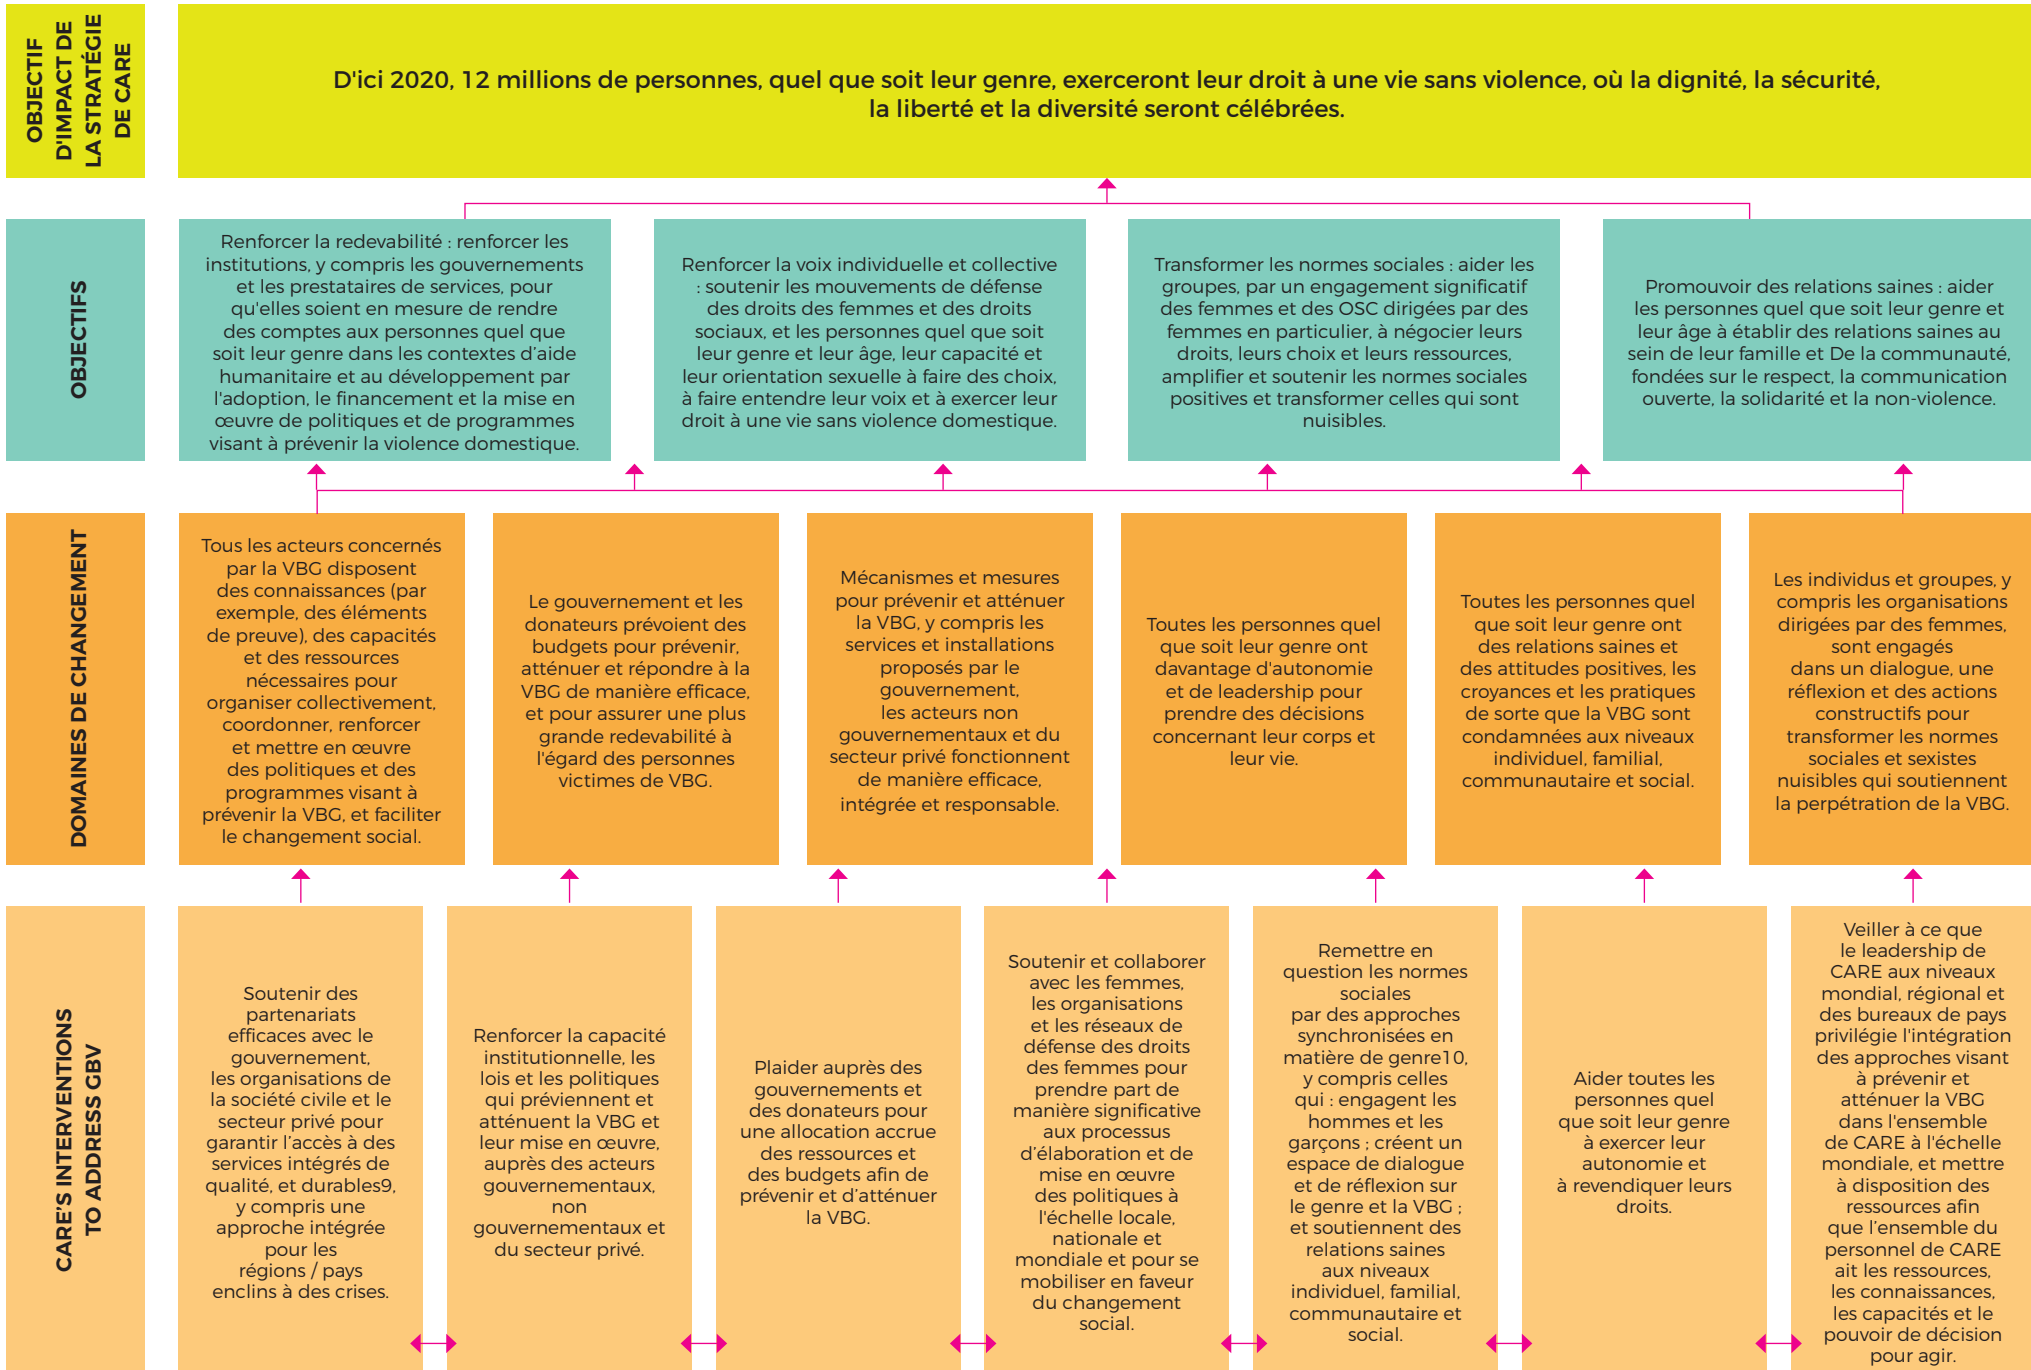 OBJECTIF
D'IMPACT DE
LA STRATÉGIE
DE CARE
D'ici 2020, 12 millions de personnes, quel que soit leur genre, exerceront leur droit à une vie sans violence, où la dignité, la sécurité,
la liberté et la diversité seront célébrées.
OBJECTIFS
Renforcer la redevabilité : renforcer les
institutions, y compris les gouvernements
et les prestataires de services, pour
qu'elles soient en mesure de rendre
des comptes aux personnes quel que
soit leur genre dans les contextes d’aide
humanitaire et au développement par
l'adoption, le financement et la mise en
œuvre de politiques et de programmes
visant à prévenir la violence domestique.
Renforcer la voix individuelle et collective
: soutenir les mouvements de défense
des droits des femmes et des droits
sociaux, et les personnes quel que soit
leur genre et leur âge, leur capacité et
leur orientation sexuelle à faire des choix,
à faire entendre leur voix et à exercer leur
droit à une vie sans violence domestique.
Transformer les normes sociales : aider les
groupes, par un engagement significatif
des femmes et des OSC dirigées par des
femmes en particulier, à négocier leurs
droits, leurs choix et leurs ressources,
amplifier et soutenir les normes sociales
positives et transformer celles qui sont
nuisibles.
Promouvoir des relations saines : aider
les personnes quel que soit leur genre et
leur âge à établir des relations saines au
sein de leur famille et De la communauté,
fondées sur le respect, la communication
ouverte, la solidarité et la non-violence.
DOMAINES DE CHANGEMENT
Tous les acteurs concernés
par la VBG disposent
des connaissances (par
exemple, des éléments
de preuve), des capacités
et des ressources
nécessaires pour
organiser collectivement,
coordonner, renforcer
et mettre en œuvre
des politiques et des
programmes visant à
prévenir la VBG, et faciliter
le changement social.
Le gouvernement et les
donateurs prévoient des
budgets pour prévenir,
atténuer et répondre à la
VBG de manière efficace,
et pour assurer une plus
grande redevabilité à
l'égard des personnes
victimes de VBG.
Mécanismes et mesures
pour prévenir et atténuer
la VBG, y compris les
services et installations
proposés par le
gouvernement,
les acteurs non
gouvernementaux et du
secteur privé fonctionnent
de manière efficace,
intégrée et responsable.
Toutes les personnes quel
que soit leur genre ont
davantage d'autonomie
et de leadership pour
prendre des décisions
concernant leur corps et
leur vie.
Toutes les personnes quel
que soit leur genre ont
des relations saines et
des attitudes positives, les
croyances et les pratiques
de sorte que la VBG sont
condamnées aux niveaux
individuel, familial,
communautaire et social.
Les individus et groupes, y
compris les organisations
dirigées par des femmes,
sont engagés
dans un dialogue, une
réflexion et des actions
constructifs pour
transformer les normes
sociales et sexistes
nuisibles qui soutiennent
la perpétration de la VBG.
CARE’S INTERVENTIONS
TO ADDRESS GBV
Soutenir des
partenariats
efficaces avec le
gouvernement,
les organisations de
la société civile et le
secteur privé pour
garantir l’accès à des
services intégrés de
qualité, et durables9,
y compris une
approche intégrée
pour les
régions / pays
enclins à des crises.
Renforcer la capacité
institutionnelle, les
lois et les politiques
qui préviennent et
atténuent la VBG et
leur mise en œuvre,
auprès des acteurs
gouvernementaux,
non
gouvernementaux et
du secteur privé.
Plaider auprès des
gouvernements et
des donateurs pour
une allocation accrue
des ressources et
des budgets afin de
prévenir et d’atténuer
la VBG.
Soutenir et collaborer
avec les femmes,
les organisations
et les réseaux de
défense des droits
des femmes pour
prendre part de
manière significative
aux processus
d’élaboration et de
mise en œuvre
des politiques à
l'échelle locale,
nationale et
mondiale et pour se
mobiliser en faveur
du changement
social.
Remettre en
question les normes
sociales
par des approches
synchronisées en
matière de genre10,
y compris celles
qui : engagent les
hommes et les
garçons ; créent un
espace de dialogue
et de réflexion sur
le genre et la VBG ;
et soutiennent des
relations saines
aux niveaux
individuel, familial,
communautaire et
social.
Aider toutes les
personnes quel
que soit leur genre
à exercer leur
autonomie et
à revendiquer leurs
droits.
Veiller à ce que
le leadership de
CARE aux niveaux
mondial, régional et
des bureaux de pays
privilégie l'intégration
des approches visant
à prévenir et
atténuer la VBG
dans l'ensemble
de CARE à l'échelle
mondiale, et mettre
à disposition des
ressources afin
que l’ensemble du
personnel de CARE
ait les ressources,
les connaissances,
les capacités et le
pouvoir de décision
pour agir.